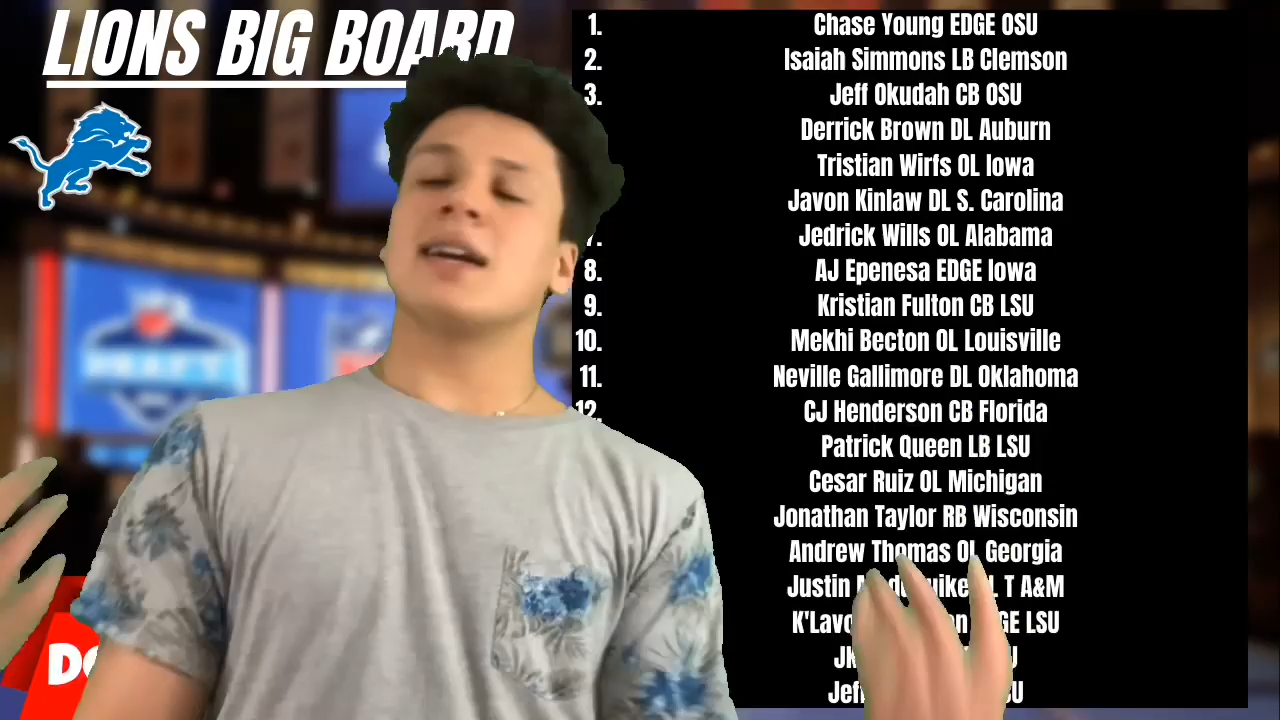 LIONS BIG BOARD
1. Chase Young EDGE OSU
2. Isaiah Simmons LB Clemson
3. Jeff Okudah CB OSU
Derrick Brown DL Auburn
Tristian Wirfs OL Iowa
Javon Kinlaw DL S. Carolina
7. Jedrick Wills OL Alabama
8. AJ Epenesa EDGE Iowa
9. Kristian Fulton CB LSU
10. Mekhi Becton OL Louisville
11. Neville Gallimore DL Oklahoma
12. CJ Henderson CB Florida
Patrick Queen LB LSU
Cesar Ruiz OL Michigan
Jonathan Taylor RB Wisconsin
Andrew Thomas OL Georgia
Justin T A&M
LSU